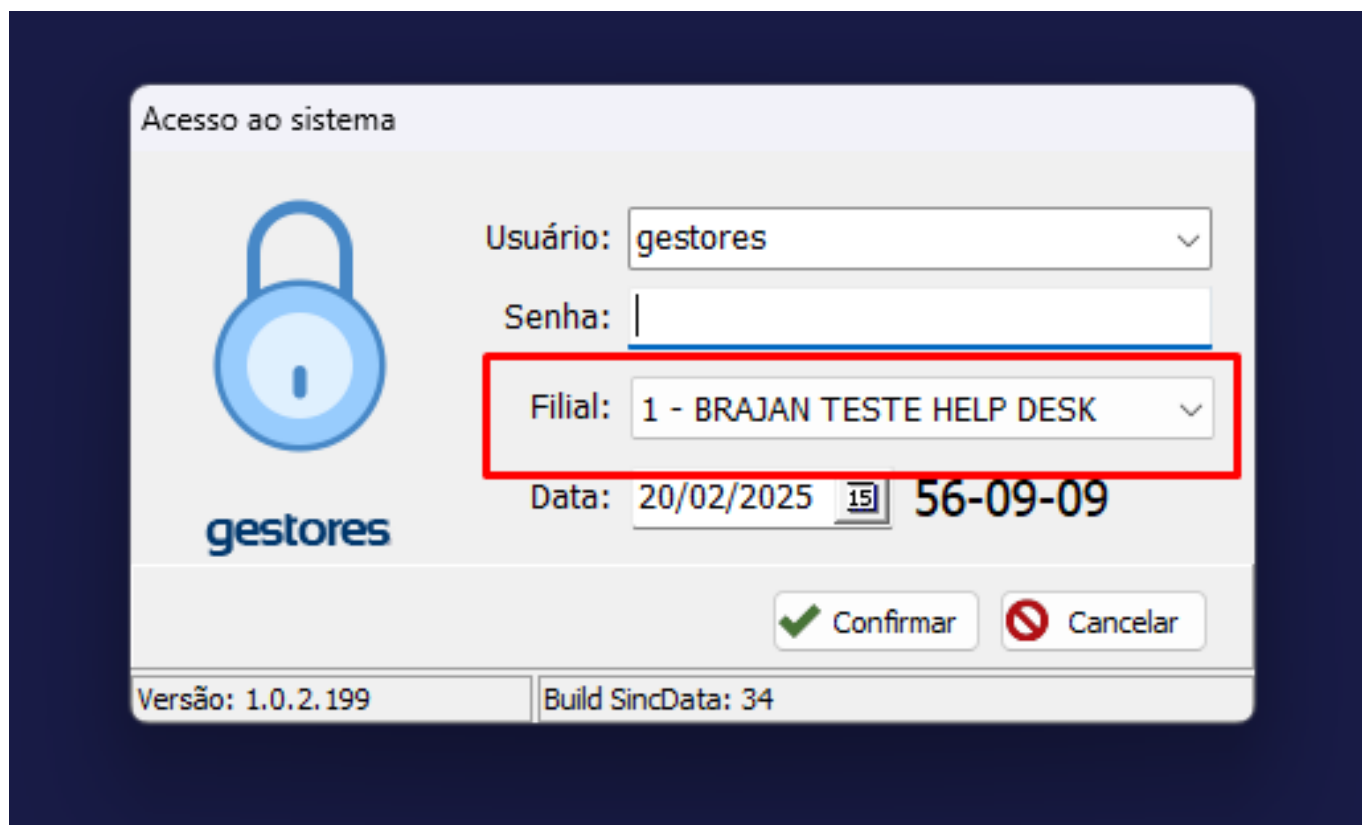 Acesso ao sistema
Usuário: gestores
Senha:
Filial: 1 - BRAJAN TESTE HELP DESK
Data: 20/02/2025 15 56-09-09
gestores
Confirmar Cancelar
Versão: 1.0.2.199 Build SincData: 34